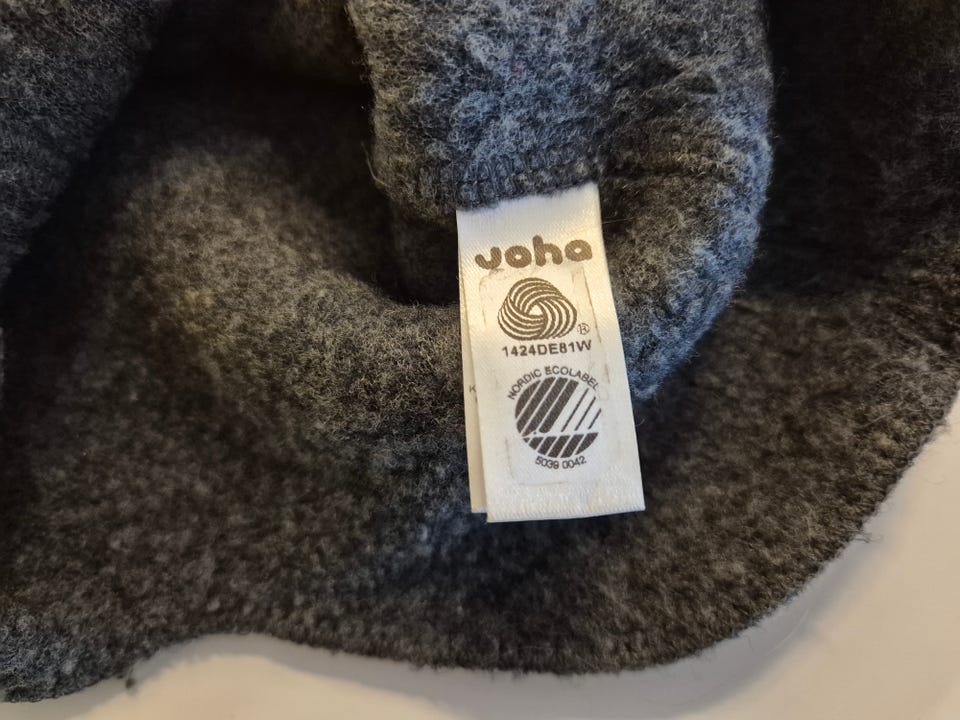 joha
®
1424DE81W
NORDIC ECOLABEL
5039 0042